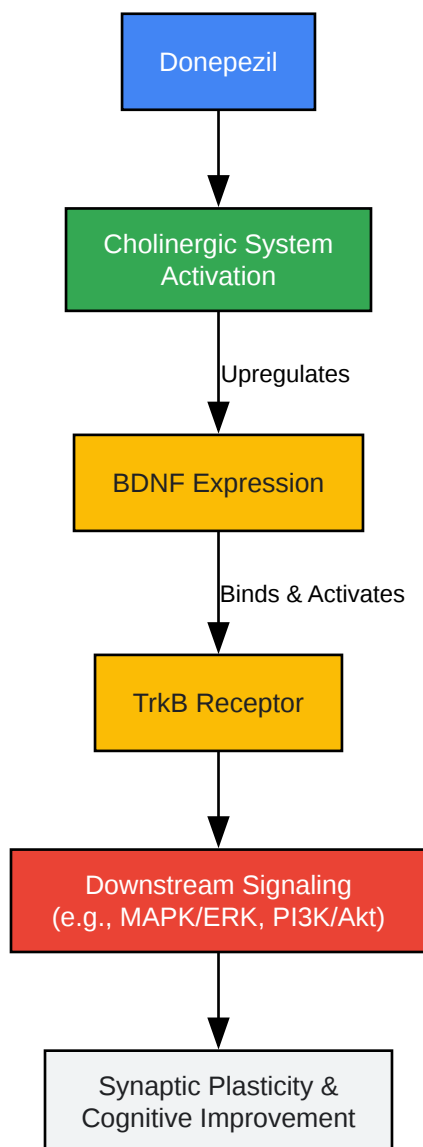 Donepezil
Cholinergic System
Activation
Upregulates
BDNF Expression
Binds & Activates
TrkB Receptor
Downstream Signaling
(e.g., MAPK/ERK, PI3K/Akt)
Synaptic Plasticity &
Cognitive Improvement